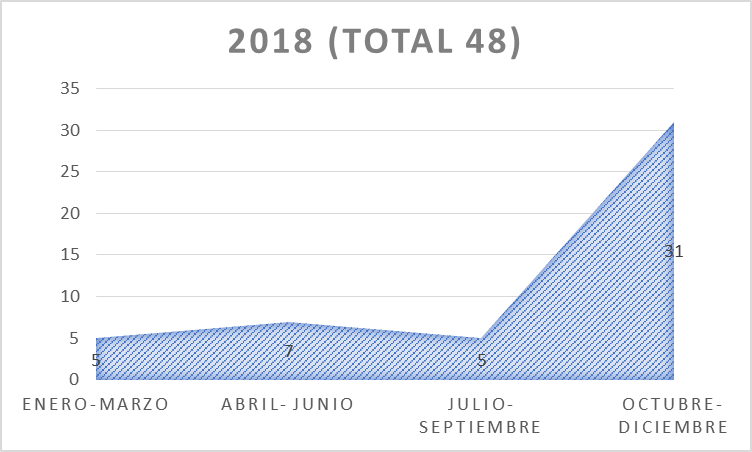 2018 (TOTAL 48)
35
30
25
20
15
10
5
0
5
7
5
31
ENERO-MARZO
ABRIL- JUNIO
JULIO-
SEPTIEMBRE
OCTUBRE-
DICIEMBRE